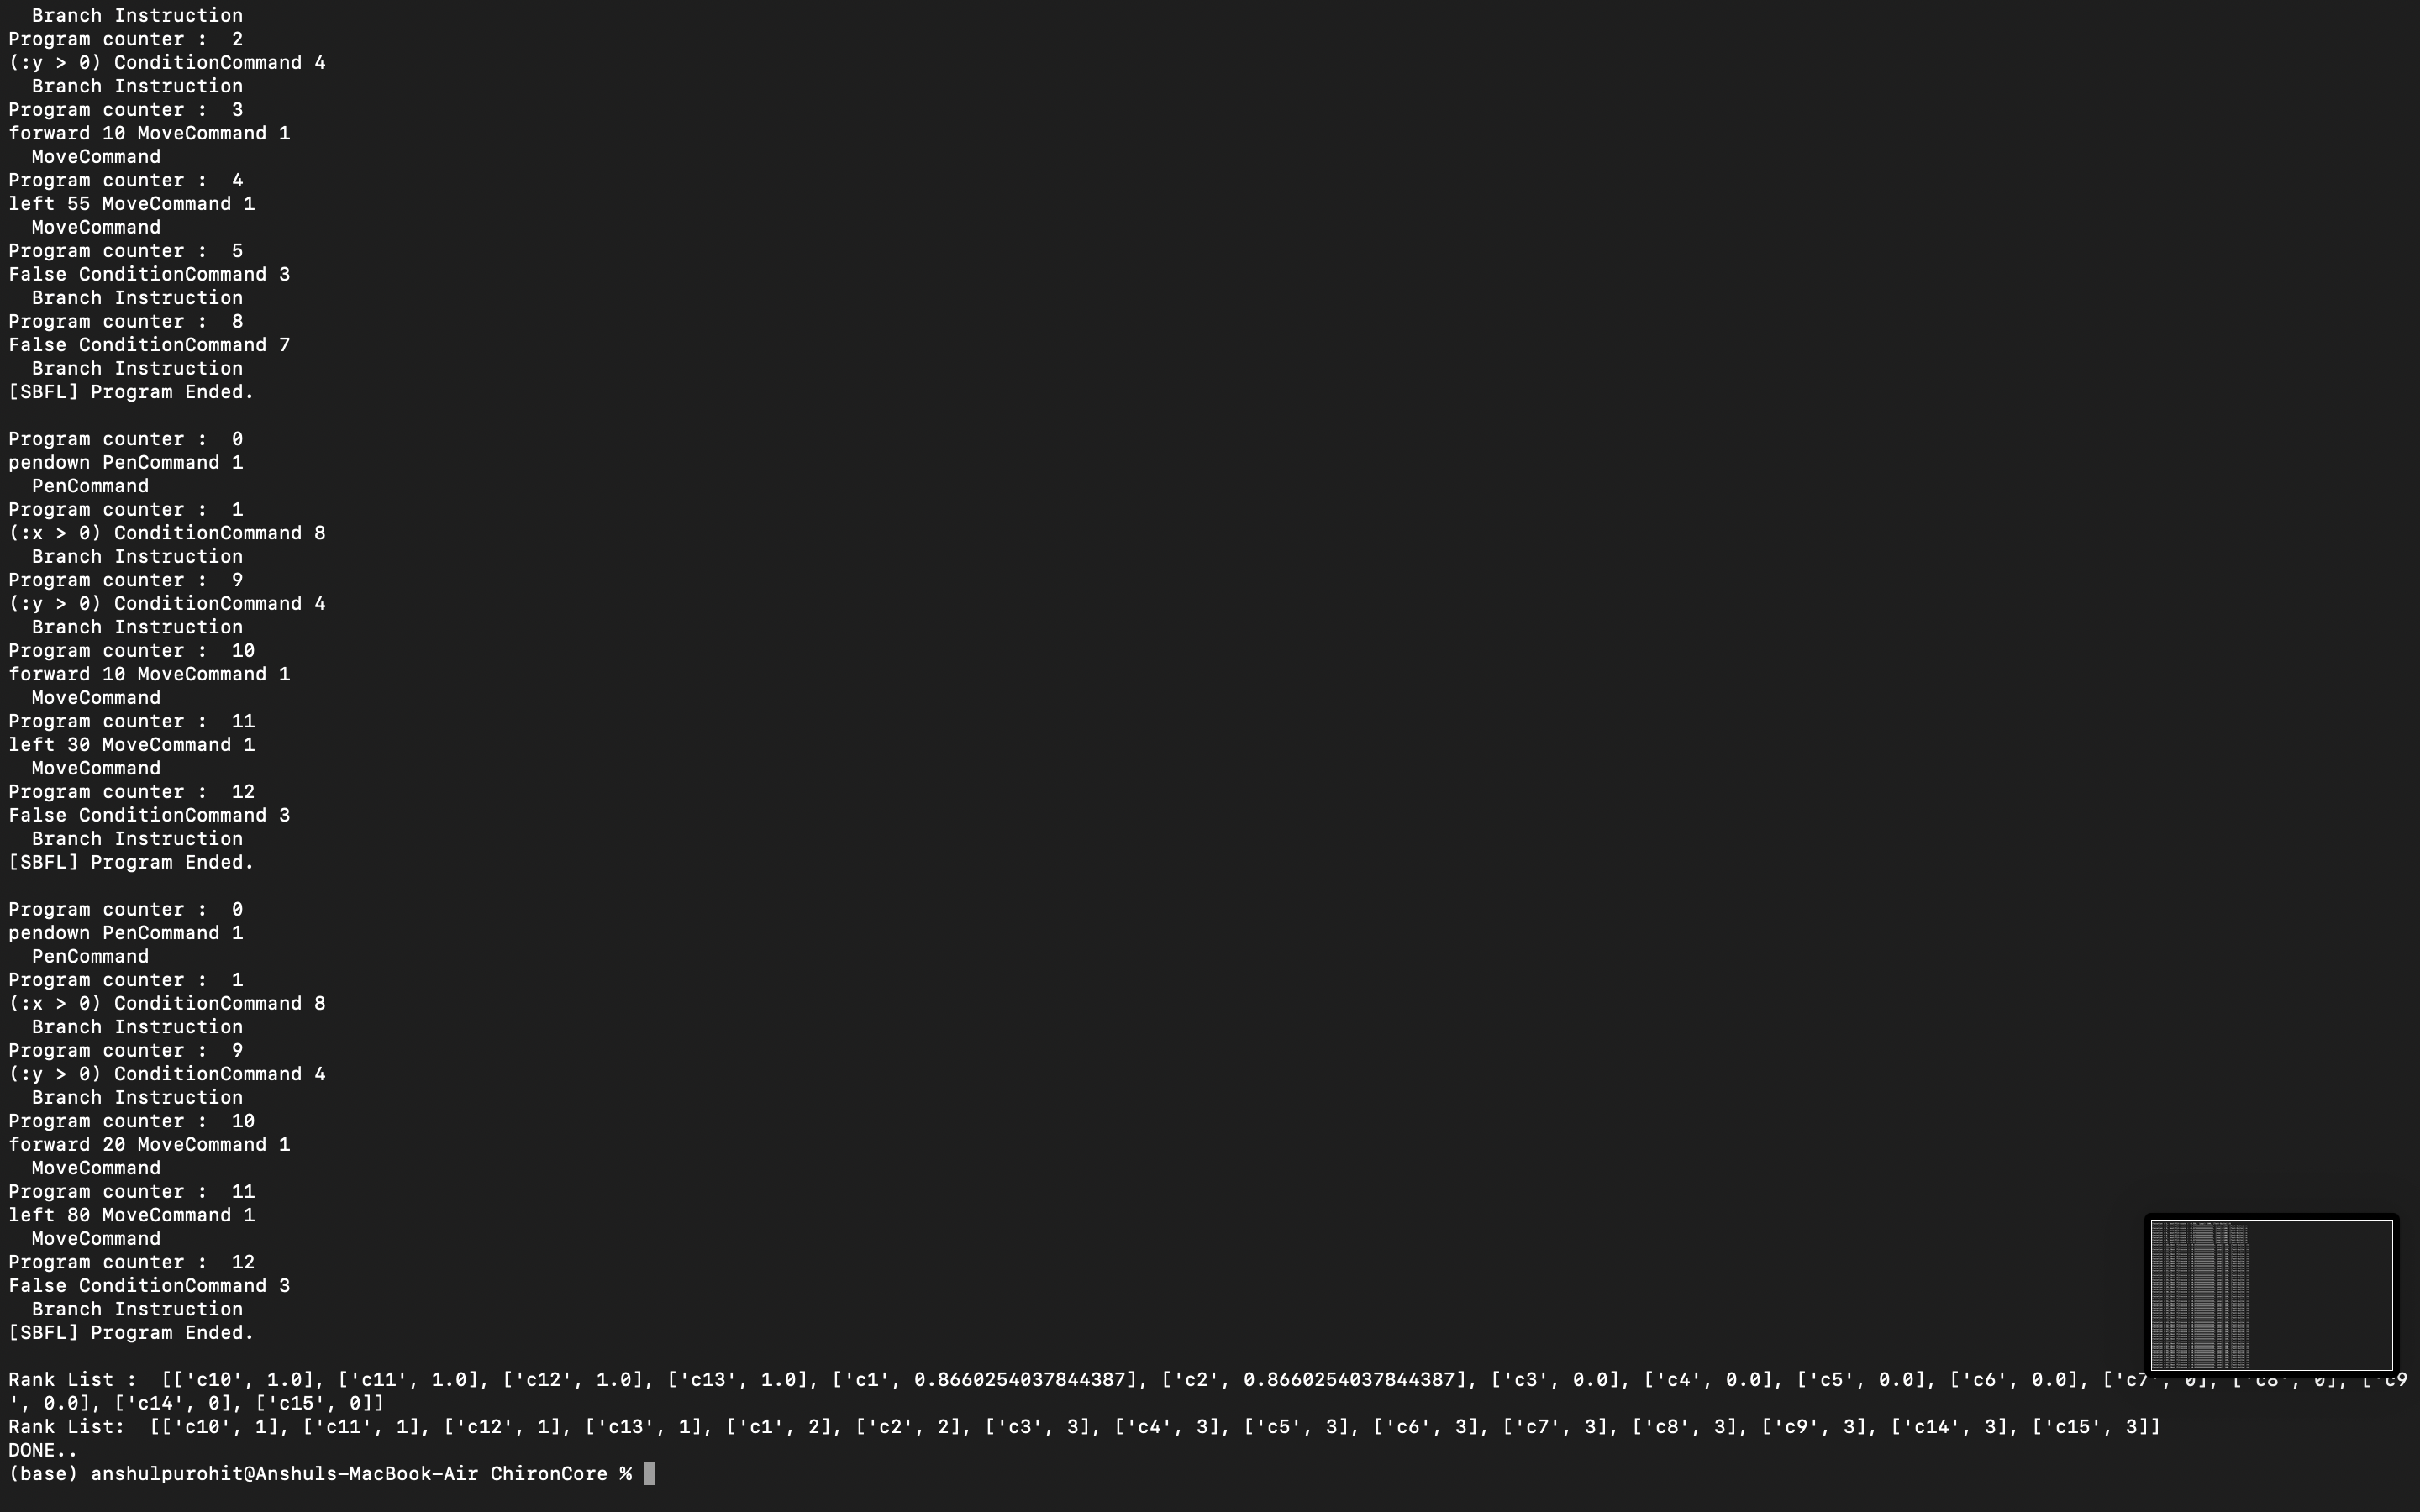 Branch Instruction
Program counter :  2
(:y > 0) ConditionCommand 4
  Branch Instruction
Program counter :  3
forward 10 MoveCommand 1
  MoveCommand
Program counter :  4
left 55 MoveCommand 1
  MoveCommand
Program counter :  5
False ConditionCommand 3
  Branch Instruction
Program counter :  8
False ConditionCommand 7
  Branch Instruction
[SBFL] Program Ended.

Program counter :  0
pendown PenCommand 1
  PenCommand
Program counter :  1
(:x > 0) ConditionCommand 8
  Branch Instruction
Program counter :  9
(:y > 0) ConditionCommand 4
  Branch Instruction
Program counter :  10
forward 10 MoveCommand 1
  MoveCommand
Program counter :  11
left 30 MoveCommand 1
  MoveCommand
Program counter :  12
False ConditionCommand 3
  Branch Instruction
[SBFL] Program Ended.

Program counter :  0
pendown PenCommand 1
  PenCommand
Program counter :  1
(:x > 0) ConditionCommand 8
  Branch Instruction
Program counter :  9
(:y > 0) ConditionCommand 4
  Branch Instruction
Program counter :  10
forward 20 MoveCommand 1
  MoveCommand
Program counter :  11
left 80 MoveCommand 1
  MoveCommand
Program counter :  12
False ConditionCommand 3
  Branch Instruction
[SBFL] Program Ended.

Rank List :  [['c10', 1.0], ['c11', 1.0], ['c12', 1.0], ['c13', 1.0], ['c1', 0.8660254037844387], ['c2', 0.8660254037844387], ['c3', 0.0], ['c4', 0.0], ['c5', 0.0], ['c6', 0.0], ['c7', 0], ['c8', 0], ['c9
', 0.0], ['c14', 0], ['c15', 0]]
Rank List:  [['c10', 1], ['c11', 1], ['c12', 1], ['c13', 1], ['c1', 2], ['c2', 2], ['c3', 3], ['c4', 3], ['c5', 3], ['c6', 3], ['c7', 3], ['c8', 3], ['c9', 3], ['c14', 3], ['c15', 3]]
DONE..
(base) anshulpurohit@Anshuls-MacBook-Air ChironCore %